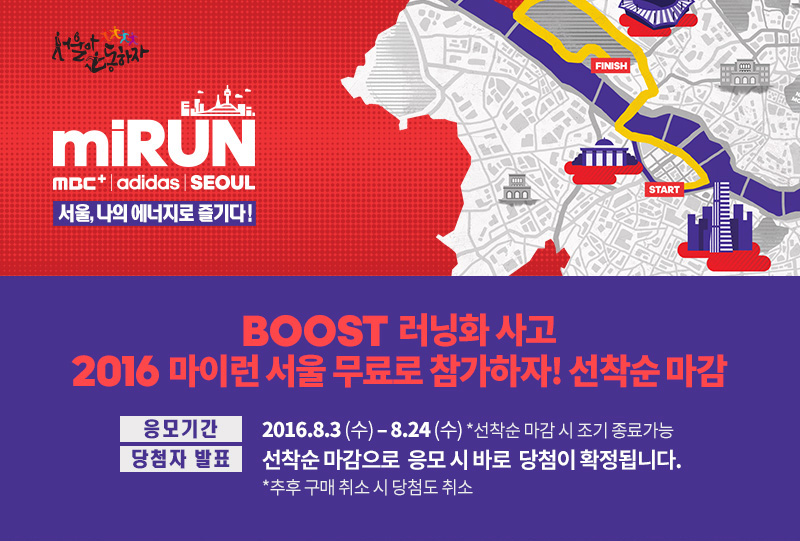 서울아 운동하자
miRUN
MBC+ | adidas | SEOUL
서울, 나의 에너지로 즐기다!
FINISH
START
BOOST 러닝화 사고
2016 마이런 서울 무료로 참가하자! 선착순 마감
응모기간 2016.8.3 (수) – 8.24 (수) *선착순 마감 시 조기 종료가능
당첨자 발표 선착순 마감으로 응모 시 바로 당첨이 확정됩니다.
*추후 구매 취소 시 당첨도 취소